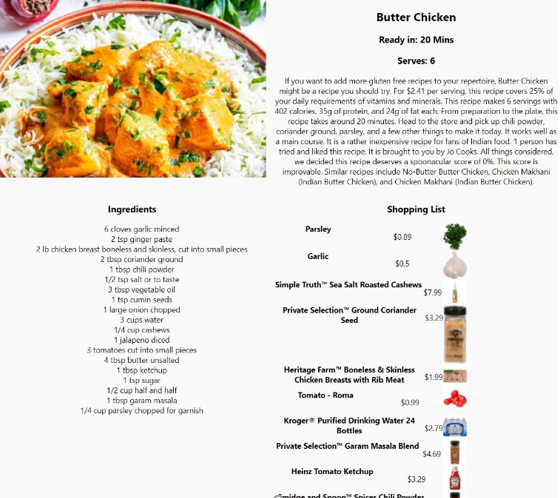 Butter Chicken
Ready in: 20 Mins
Serves: 6
If you want to add more gluten free recipes to your repertoire, Butter Chicken
might be a recipe you should try. For $2.41 per serving, this recipe covers 25% of
your daily requirements of vitamins and minerals. This recipe makes 6 servings with
402 calories, 35g of protein, and 24g of fat each. From preparation to the plate, this
recipe takes around 20 minutes. Head to the store and pick up chili powder,
coriander ground, parsley, and a few other things to make it today. It works well as
a main course. It is a rather inexpensive recipe for fans of Indian food. 1 person has
tried and liked this recipe. It is brought to you by Jo Cooks. All things considered,
we decided this recipe deserves a spoonacular score of 0%. This score is
improvable. Similar recipes include No-Butter Butter Chicken, Chicken Makhani
(Indian Butter Chicken), and Chicken Makhani (Indian Butter Chicken).
Ingredients
6 cloves garlic minced
2 tsp ginger paste
2 lb chicken breast boneless and skinless, cut into small pieces
2 tbsp coriander ground
1 tbsp chili powder
1/2 tsp salt or to taste
3 tbsp vegetable oil
1 tsp cumin seeds
1 large onion chopped
3 cups water
1/4 cup cashews
1 jalapeno diced
3 tomatoes cut into small pieces
4 tbsp butter unsalted
1 tbsp ketchup
1 tsp sugar
1/2 cup half and half
1 tbsp garam masala
1/4 cup parsley chopped for garnish
Shopping List
Parsley
$0.89
Garlic
$0.5
Simple Truth™ Sea Salt Roasted Cashews
$7.99
Private Selection™ Ground Coriander
Seed
$3.29
Heritage Farm™ Boneless & Skinless
Chicken Breasts with Rib Meat
$1.99
Tomato - Roma
$0.99
Kroger® Purified Drinking Water 24
Bottles
$2.79
Private Selection™ Garam Masala Blend
$4.69
Heinz Tomato Ketchup
$3.29
and Spoon™ Spices Chili Powder